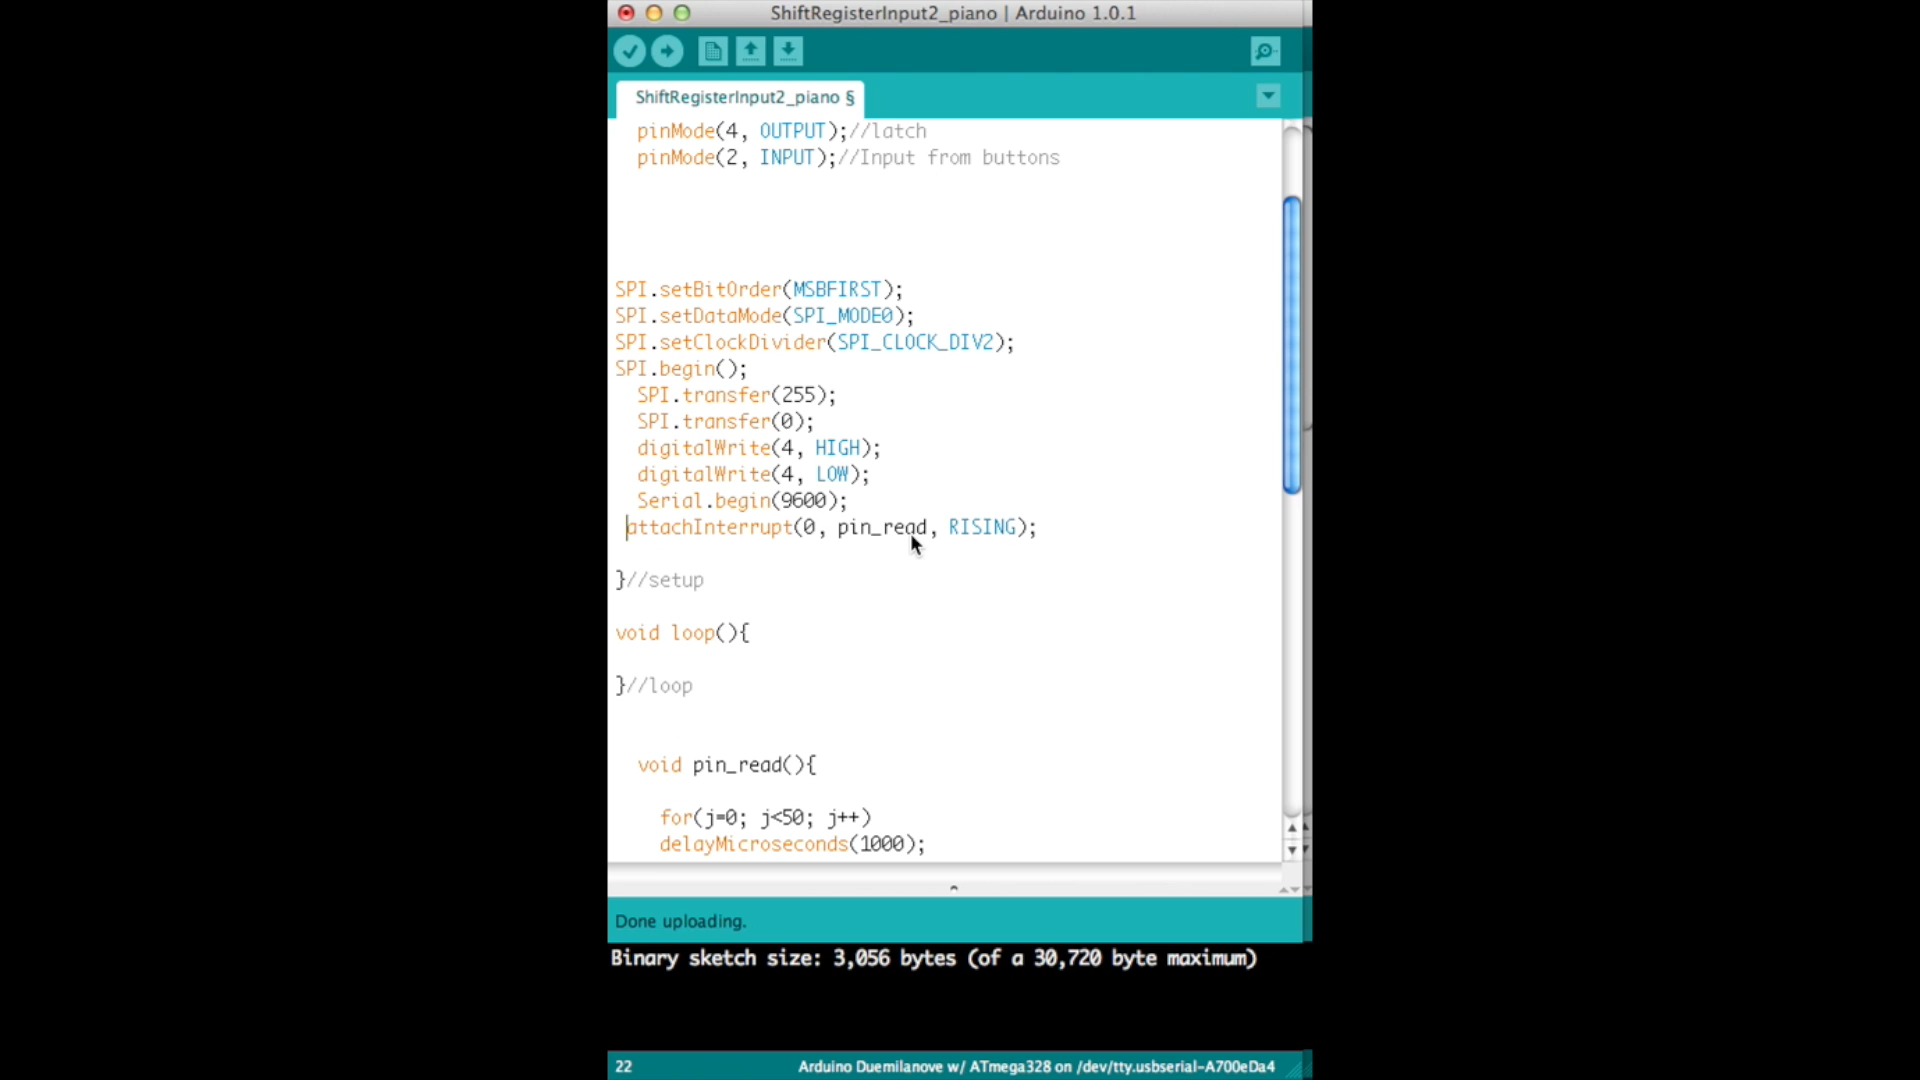 ShiftRegisterInput2_piano | Arduino 1.0.1
ShiftRegisterInput2_piano §
pinMode(4, OUTPUT);//latch
pinMode(2, INPUT);//Input from buttons
SPI.setBitOrder(MSBFIRST);
SPI.setDataMode(SPI_MODE0);
SPI.setClockDivider(SPI_CLOCK_DIV2);
SPI.begin();
SPI.transfer(255);
SPI.transfer(0);
digitalWrite(4, HIGH);
digitalWrite(4, LOW);
Serial.begin(9600);
attachInterrupt(0, pin_read, RISING);
}//setup
void loop(){
}//loop
void pin_read(){
for(j=0; j<50; j++)
delayMicroseconds(1000);
Done uploading.
Binary sketch size: 3,056 bytes (of a 30,720 byte maximum)
22 Arduino Duemilanove w/ ATmega328 on /dev/tty.usbserial-A700eDa4